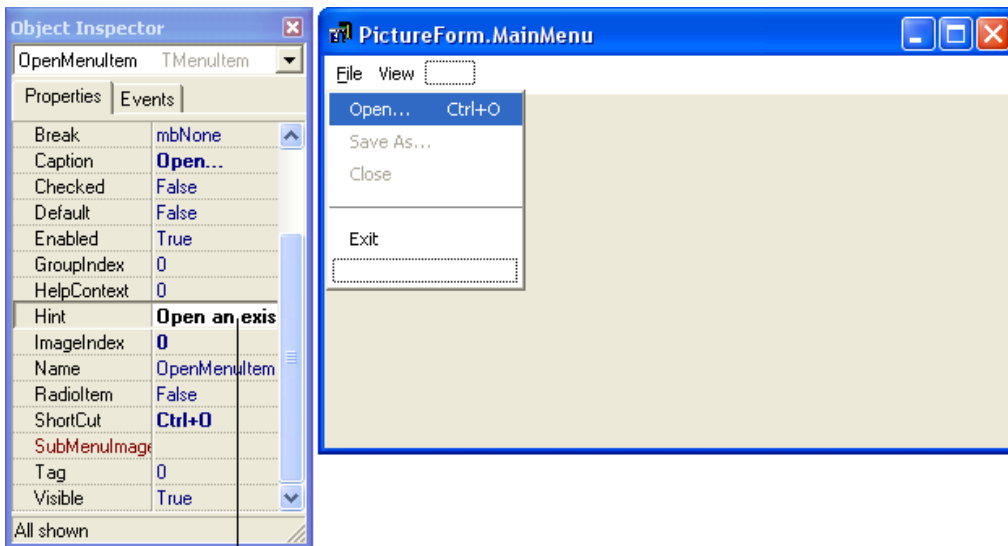 Object Inspector
OpenMenuItem TMenuItem
Properties Events
Break mbNone
Caption Open...
Checked False
Default False
Enabled True
GroupIndex 0
HelpContext 0
Hint Open an exis
ImageIndex 0
Name OpenMenuItem
RadioItem False
ShortCut Ctrl+O
SubMenuImage
Tag 0
Visible True
All shown
PictureForm.MainMenu
File View
Open... Ctrl+O
Save As...
Close
Exit